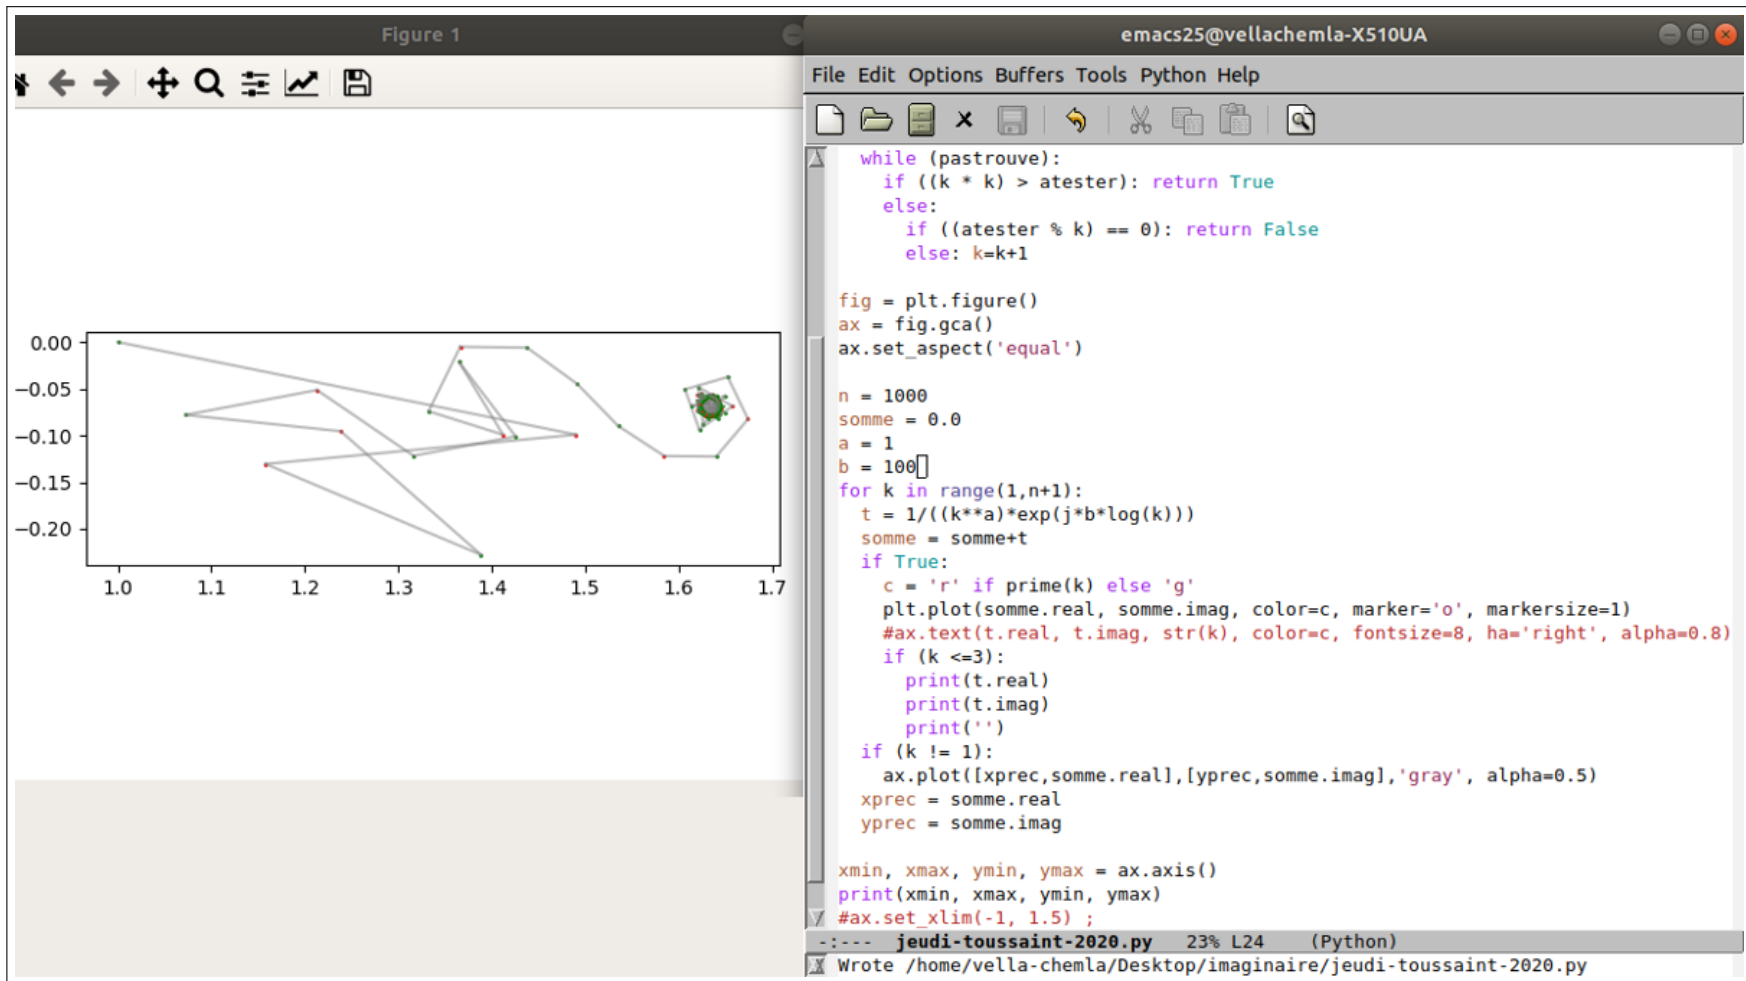 Figure 1
0.00
−0.05
−0.10
−0.15
−0.20
1.0 1.1 1.2 1.3 1.4 1.5 1.6 1.7
emacs25@vellachemla-X510UA
File Edit Options Buffers Tools Python Help
while (pastrouve):
if ((k * k) > atester): return True
else:
if ((atester % k) == 0): return False
else: k=k+1
fig = plt.figure()
ax = fig.gca()
ax.set_aspect('equal')
n = 1000
somme = 0.0
a = 1
b = 100
for k in range(1,n+1):
t = 1/((k**a)*exp(j*b*log(k)))
somme = somme+t
if True:
c = 'r' if prime(k) else 'g'
plt.plot(somme.real, somme.imag, color=c, marker='o', markersize=1)
#ax.text(t.real, t.imag, str(k), color=c, fontsize=8, ha='right', alpha=0.8)
if (k <=3):
print(t.real)
print(t.imag)
print('')
if (k != 1):
ax.plot([xprec,somme.real],[yprec,somme.imag],'gray', alpha=0.5)
xprec = somme.real
yprec = somme.imag
xmin, xmax, ymin, ymax = ax.axis()
print(xmin, xmax, ymin, ymax)
#ax.set_xlim(-1, 1.5) ;
-:--- jeudi-toussaint-2020.py 23% L24 (Python)
Wrote /home/vella-chemla/Desktop/imaginaire/jeudi-toussaint-2020.py